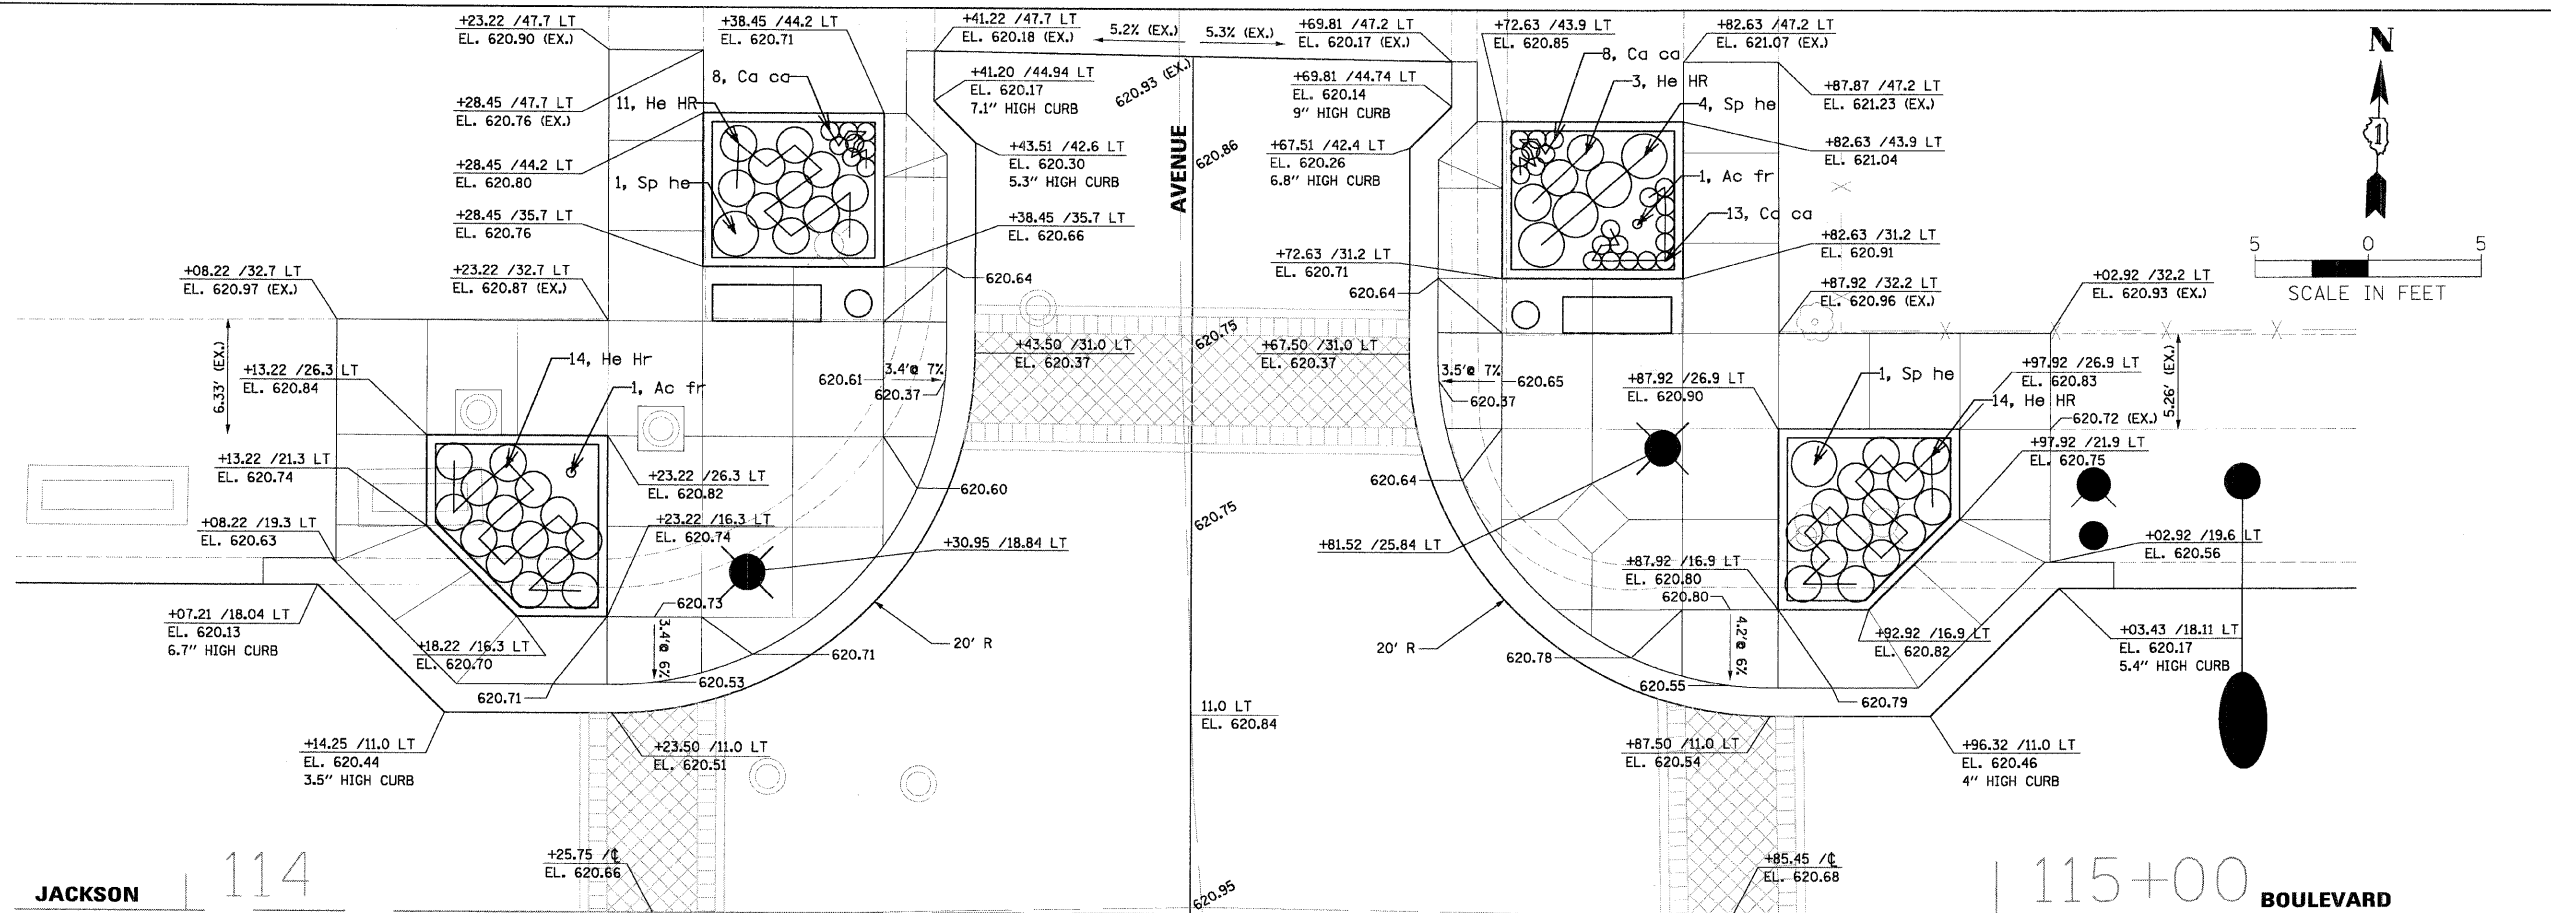 +23.22 /47.7 LT
EL. 620.90 (EX.)
+38.45 /44.2 LT
EL. 620.71
+41.22 /47.7 LT
EL. 620.18 (EX.)
5.2% (EX.)
5.3% (EX.)
+69.81 /47.2 LT
EL. 620.17 (EX.)
+72.63 /43.9 LT
EL. 620.85
+82.63 /47.2 LT
EL. 621.07 (EX.)
N
1
8, Ca ca
11, He HR
+28.45 /47.7 LT
EL. 620.76 (EX.)
+41.20 /44.94 LT
EL. 620.17
7.1" HIGH CURB
620.93 (EX.)
+69.81 /44.74 LT
EL. 620.14
9" HIGH CURB
8, Ca ca
3, He HR
4, Sp he
+87.87 /47.2 LT
EL. 621.23 (EX.)
+28.45 /44.2 LT
EL. 620.80
1, Sp he
+43.51 /42.6 LT
EL. 620.30
5.3" HIGH CURB
AVENUE
620.86
+67.51 /42.4 LT
EL. 620.26
6.8" HIGH CURB
+82.63 /43.9 LT
EL. 621.04
1, Ac fr
13, Ca ca
+28.45 /35.7 LT
EL. 620.76
+38.45 /35.7 LT
EL. 620.66
+72.63 /31.2 LT
EL. 620.71
+82.63 /31.2 LT
EL. 620.91
5 0 5
SCALE IN FEET
+08.22 /32.7 LT
EL. 620.97 (EX.)
+23.22 /32.7 LT
EL. 620.87 (EX.)
620.64
620.64
+87.92 /32.2 LT
EL. 620.96 (EX.)
+02.92 /32.2 LT
EL. 620.93 (EX.)
6.33' (EX.)
+13.22 /26.3 LT
EL. 620.84
14, He Hr
1, Ac fr
620.61
3.4'@ 7%
620.37
+43.50 /31.0 LT
EL. 620.37
620.75
+67.50 /31.0 LT
EL. 620.37
3.5'@ 7%
620.65
620.37
+87.92 /26.9 LT
EL. 620.90
1, Sp he
+97.92 /26.9 LT
EL. 620.83
14, He HR
5.26' (EX.)
620.72 (EX.)
+97.92 /21.9 LT
EL. 620.75
+13.22 /21.3 LT
EL. 620.74
+23.22 /26.3 LT
EL. 620.82
620.60
620.64
+08.22 /19.3 LT
EL. 620.63
+23.22 /16.3 LT
EL. 620.74
+30.95 /18.84 LT
620.75
+81.52 /25.84 LT
+87.92 /16.9 LT
EL. 620.80
620.80
+02.92 /19.6 LT
EL. 620.56
+07.21 /18.04 LT
EL. 620.13
6.7" HIGH CURB
+18.22 /16.3 LT
EL. 620.70
620.73
3.4'@ 6%
620.71
20' R
20' R
620.78
4.2'@ 6%
+92.92 /16.9 LT
EL. 620.82
+03.43 /18.11 LT
EL. 620.17
5.4" HIGH CURB
620.71
620.53
620.55
620.79
11.0 LT
EL. 620.84
+14.25 /11.0 LT
EL. 620.44
3.5" HIGH CURB
+23.50 /11.0 LT
EL. 620.51
+87.50 /11.0 LT
EL. 620.54
+96.32 /11.0 LT
EL. 620.46
4" HIGH CURB
+25.75 /℄
EL. 620.66
620.95
+85.45 /℄
EL. 620.68
JACKSON
114
115+00
BOULEVARD